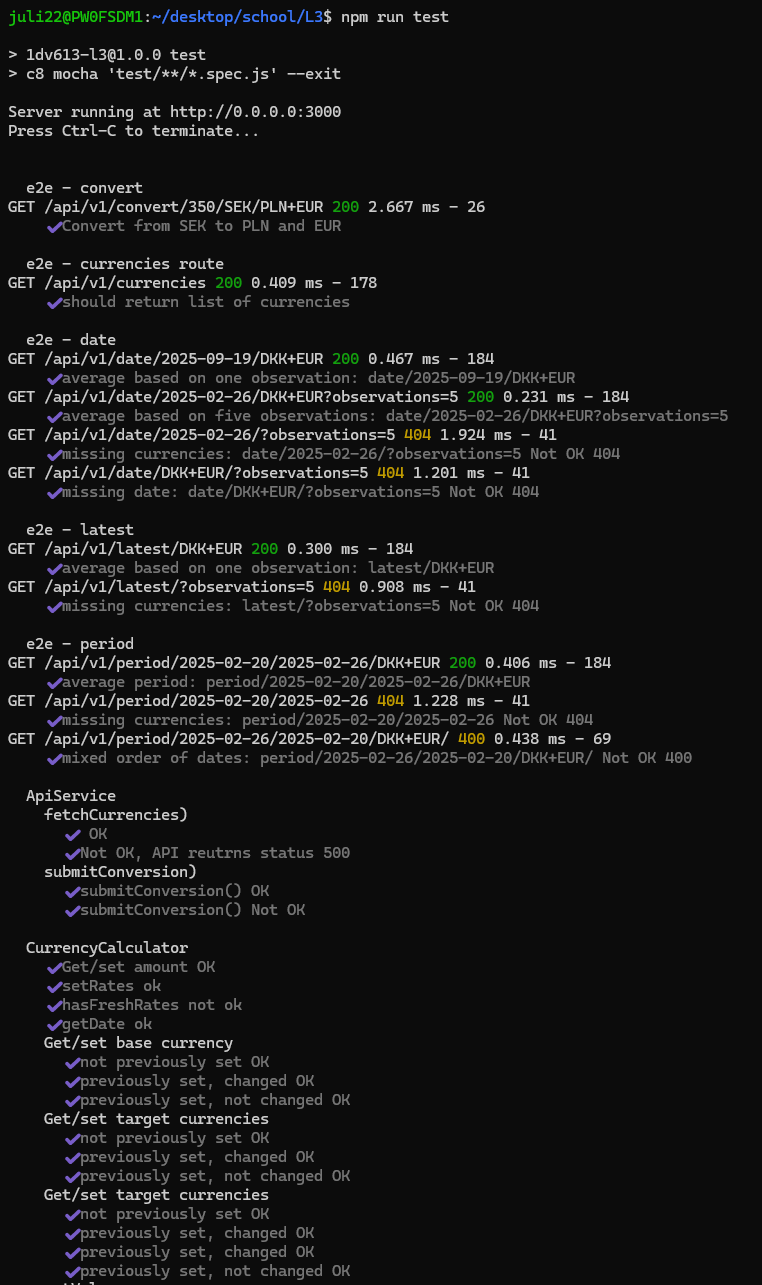 juli22@PW0FSDM1:~/desktop/school/L3$ npm run test
> 1dv613-l3@1.0.0 test
> c8 mocha 'test/**/*.spec.js' --exit
Server running at http://0.0.0.0:3000
Press Ctrl-C to terminate...
e2e - convert
GET /api/v1/convert/350/SEK/PLN+EUR 200 2.667 ms - 26
✔Convert from SEK to PLN and EUR
e2e - currencies route
GET /api/v1/currencies 200 0.409 ms - 178
✔should return list of currencies
e2e - date
GET /api/v1/date/2025-09-19/DKK+EUR 200 0.467 ms - 184
✔average based on one observation: date/2025-09-19/DKK+EUR
GET /api/v1/date/2025-02-26/DKK+EUR?observations=5 200 0.231 ms - 184
✔average based on five observations: date/2025-02-26/DKK+EUR?observations=5
GET /api/v1/date/2025-02-26/?observations=5 404 1.924 ms - 41
✔missing currencies: date/2025-02-26/?observations=5 Not OK 404
GET /api/v1/date/DKK+EUR/?observations=5 404 1.201 ms - 41
✔missing date: date/DKK+EUR/?observations=5 Not OK 404
e2e - latest
GET /api/v1/latest/DKK+EUR 200 0.300 ms - 184
✔average based on one observation: latest/DKK+EUR
GET /api/v1/latest/?observations=5 404 0.908 ms - 41
✔missing currencies: latest/?observations=5 Not OK 404
e2e - period
GET /api/v1/period/2025-02-20/2025-02-26/DKK+EUR 200 0.406 ms - 184
✔average period: period/2025-02-20/2025-02-26/DKK+EUR
GET /api/v1/period/2025-02-20/2025-02-26 404 1.228 ms - 41
✔missing currencies: period/2025-02-20/2025-02-26 Not OK 404
GET /api/v1/period/2025-02-26/2025-02-20/DKK+EUR/ 400 0.438 ms - 69
✔mixed order of dates: period/2025-02-26/2025-02-20/DKK+EUR/ Not OK 400
ApiService
fetchCurrencies)
✔ OK
✔Not OK, API reutrns status 500
submitConversion)
✔submitConversion() OK
✔submitConversion() Not OK
CurrencyCalculator
✔Get/set amount OK
✔setRates ok
✔hasFreshRates not ok
✔getDate ok
Get/set base currency
✔not previously set OK
✔previously set, changed OK
✔previously set, not changed OK
Get/set target currencies
✔not previously set OK
✔previously set, changed OK
✔previously set, not changed OK
Get/set target currencies
✔not previously set OK
✔previously set, changed OK
✔previously set, changed OK
✔previously set, not changed OK